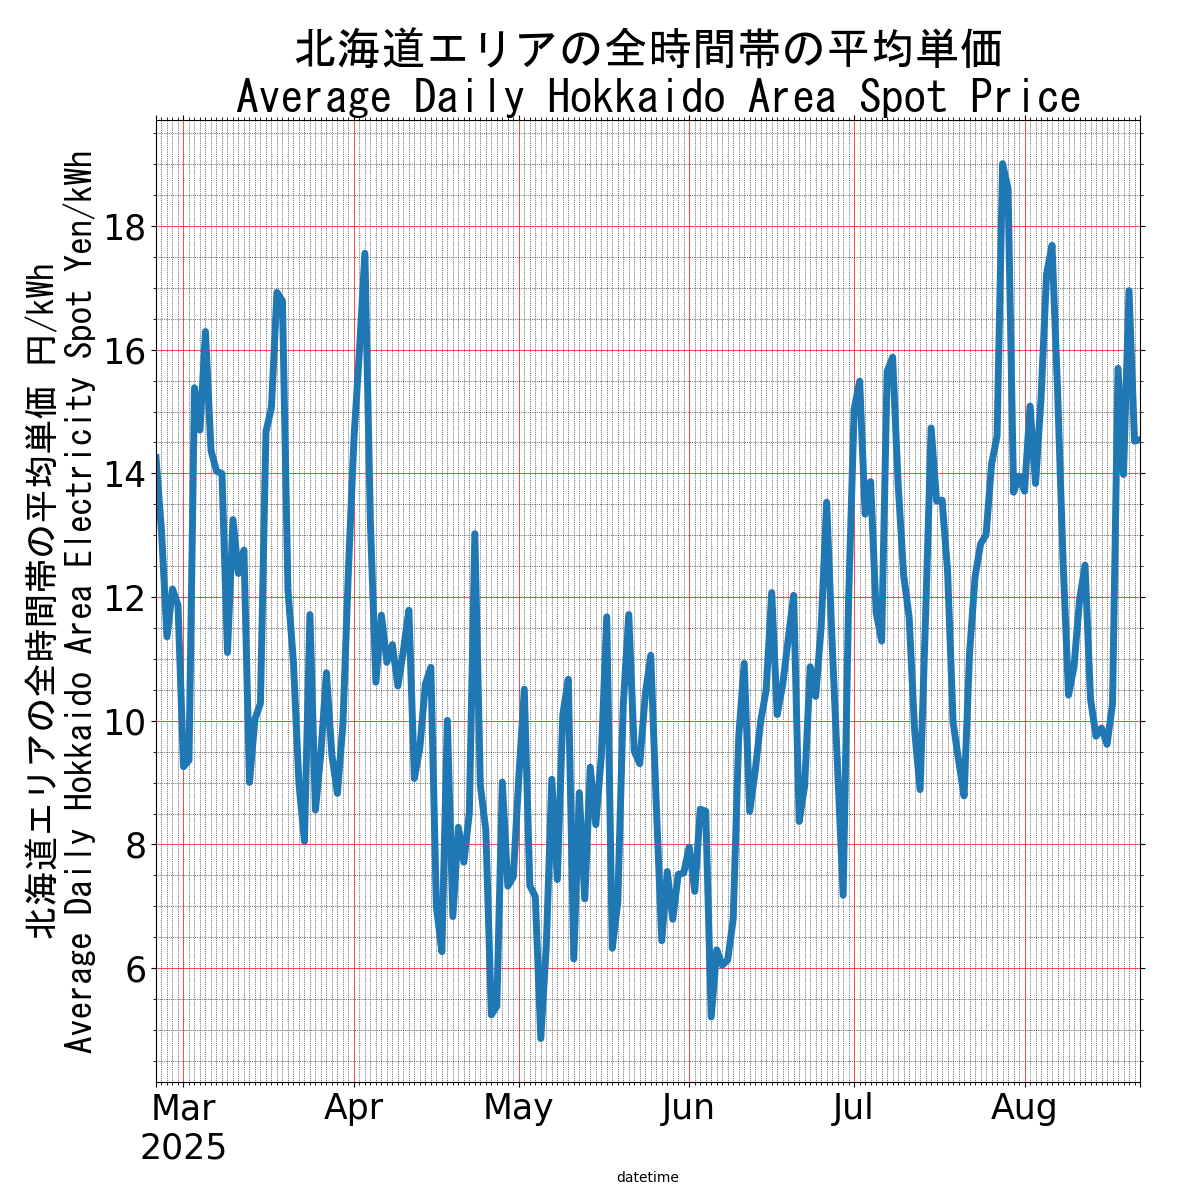 北海道エリアの全時間帯の平均単価
Average Daily Hokkaido Area Spot Price
北海道エリアの全時間帯の平均単価 円/kWh
Average Daily Hokkaido Area Electricity Spot Yen/kWh
18
16
14
12
10
8
6
Mar
2025
Apr
May
Jun
Jul
Aug
datetime